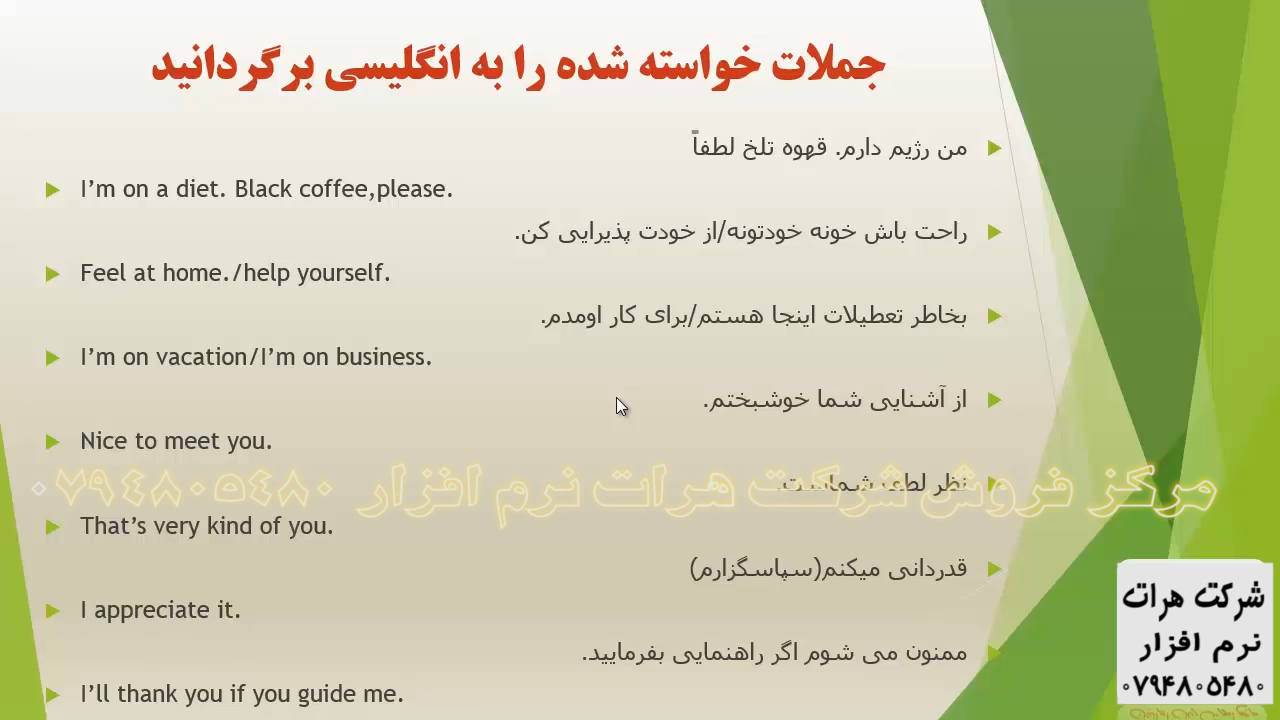 جملات خواسته شده را به انگلیسی برگردانید
من رژیم دارم. قهوه تلخ لطفاً
I’m on a diet. Black coffee,please.
راحت باش خونه خودتونه/از خودت پذیرایی کن.
Feel at home./help yourself.
بخاطر تعطیلات اینجا هستم/برای کار اومدم.
I’m on vacation/I’m on business.
از آشنایی شما خوشبختم.
Nice to meet you.
نظر لطف شماست.
مرکز فروش شرکت هرات نرم افزار ۰۷۹۴۸۰۵۴۸۰
That’s very kind of you.
قدردانی میکنم(سپاسگزارم)
I appreciate it.
ممنون می شوم اگر راهنمایی بفرمایید.
I’ll thank you if you guide me.
شرکت هرات
نرم افزار
۰۷۹۴۸۰۵۴۸۰